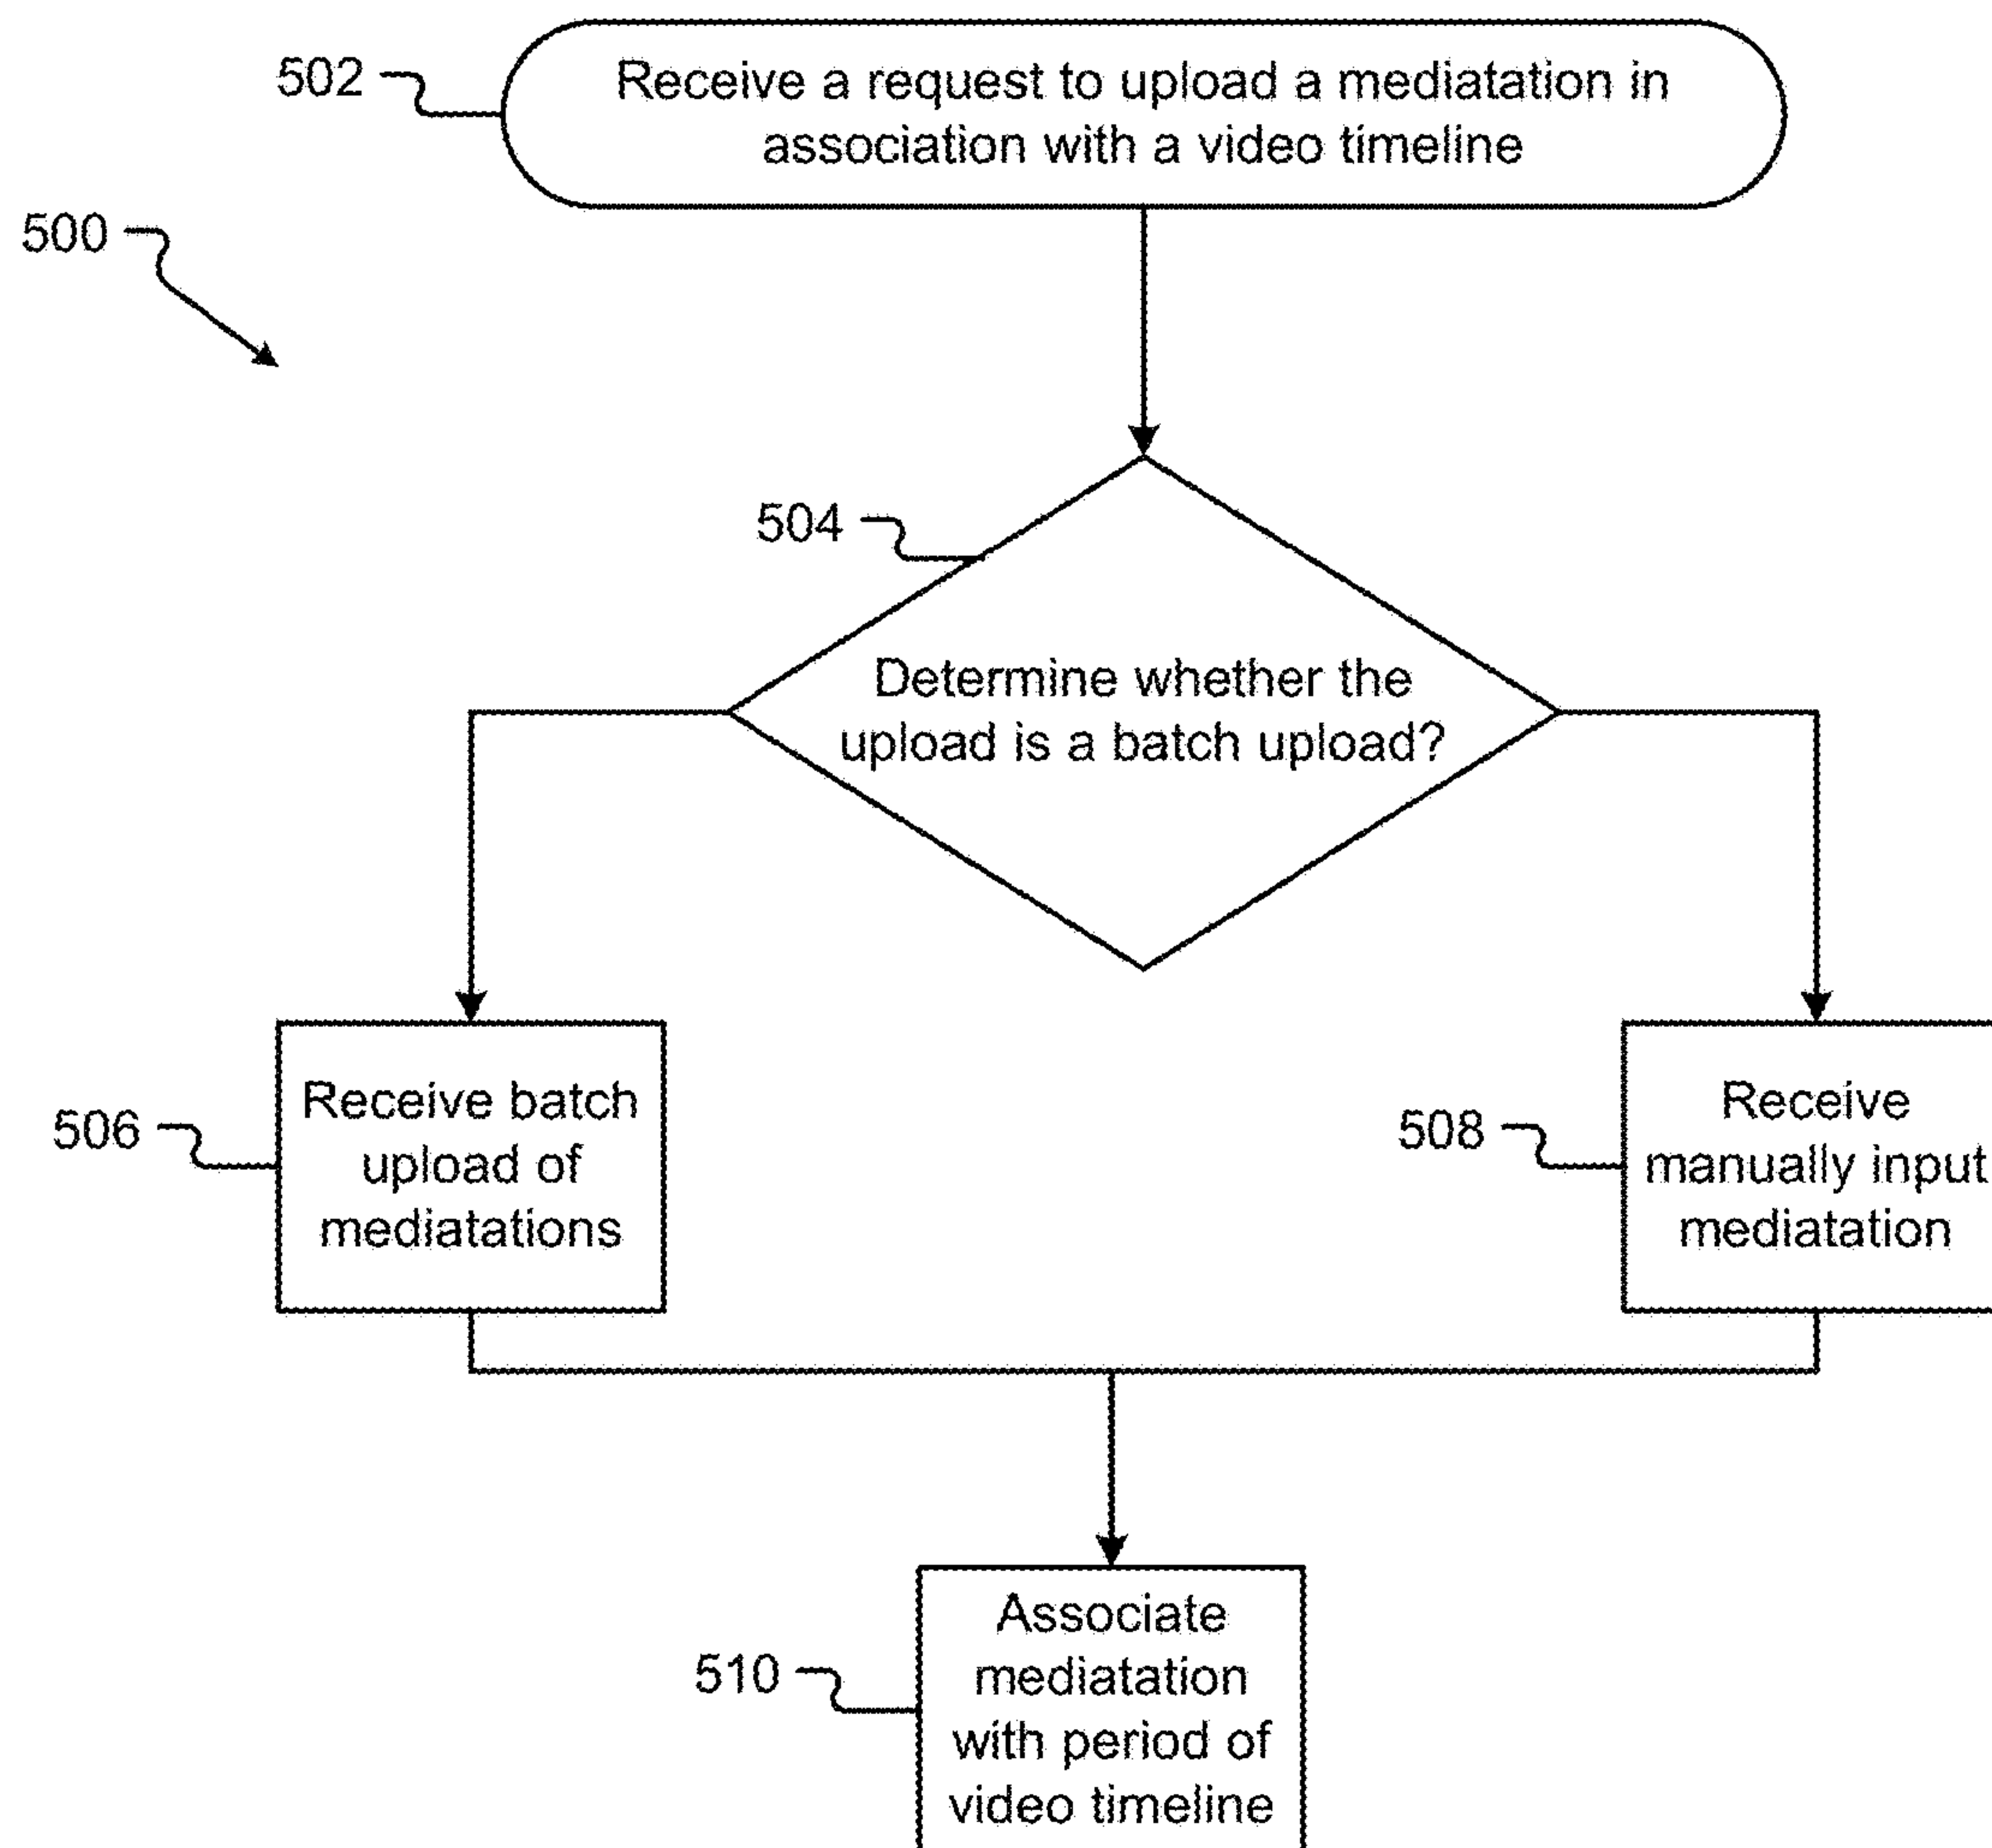 502
Receive a request to upload a mediatation in
association with a video timeline
500
504
Determine whether the
upload is a batch upload?
506
Receive batch
upload of
mediatations
508
Receive
manually input
mediatation
510
Associate
mediatation
with period of
video timeline